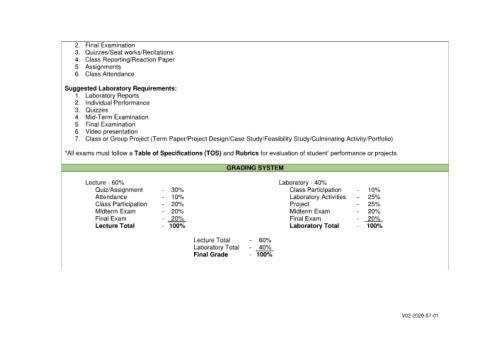 2. Final Examination
3. Quizzes/Seat works/Recitations
4. Class Reporting/Reaction Paper
5. Assignments
6. Class Attendance
Suggested Laboratory Requirements:
1. Laboratory Reports
2. Individual Performance
3. Quizzes
4. Mid-Term Examination
5. Final Examination
6. Video presentation
7. Class or Group Project (Term Paper/Project Design/Case Study/Feasibility Study/Culminating Activity/Portfolio)
*All exams must follow a Table of Specifications (TOS) and Rubrics for evaluation of student' performance or projects.
GRADING SYSTEM
Lecture - 60%
Quiz/Assignment - 30%
Attendance - 10%
Class Participation - 20%
Midterm Exam - 20%
Final Exam - 20%
Lecture Total - 100%
Laboratory - 40%
Class Participation - 10%
Laboratory Activities - 25%
Project - 25%
Midterm Exam - 20%
Final Exam - 20%
Laboratory Total - 100%
Lecture Total - 60%
Laboratory Total - 40%
Final Grade - 100%
V02-2020-07-01